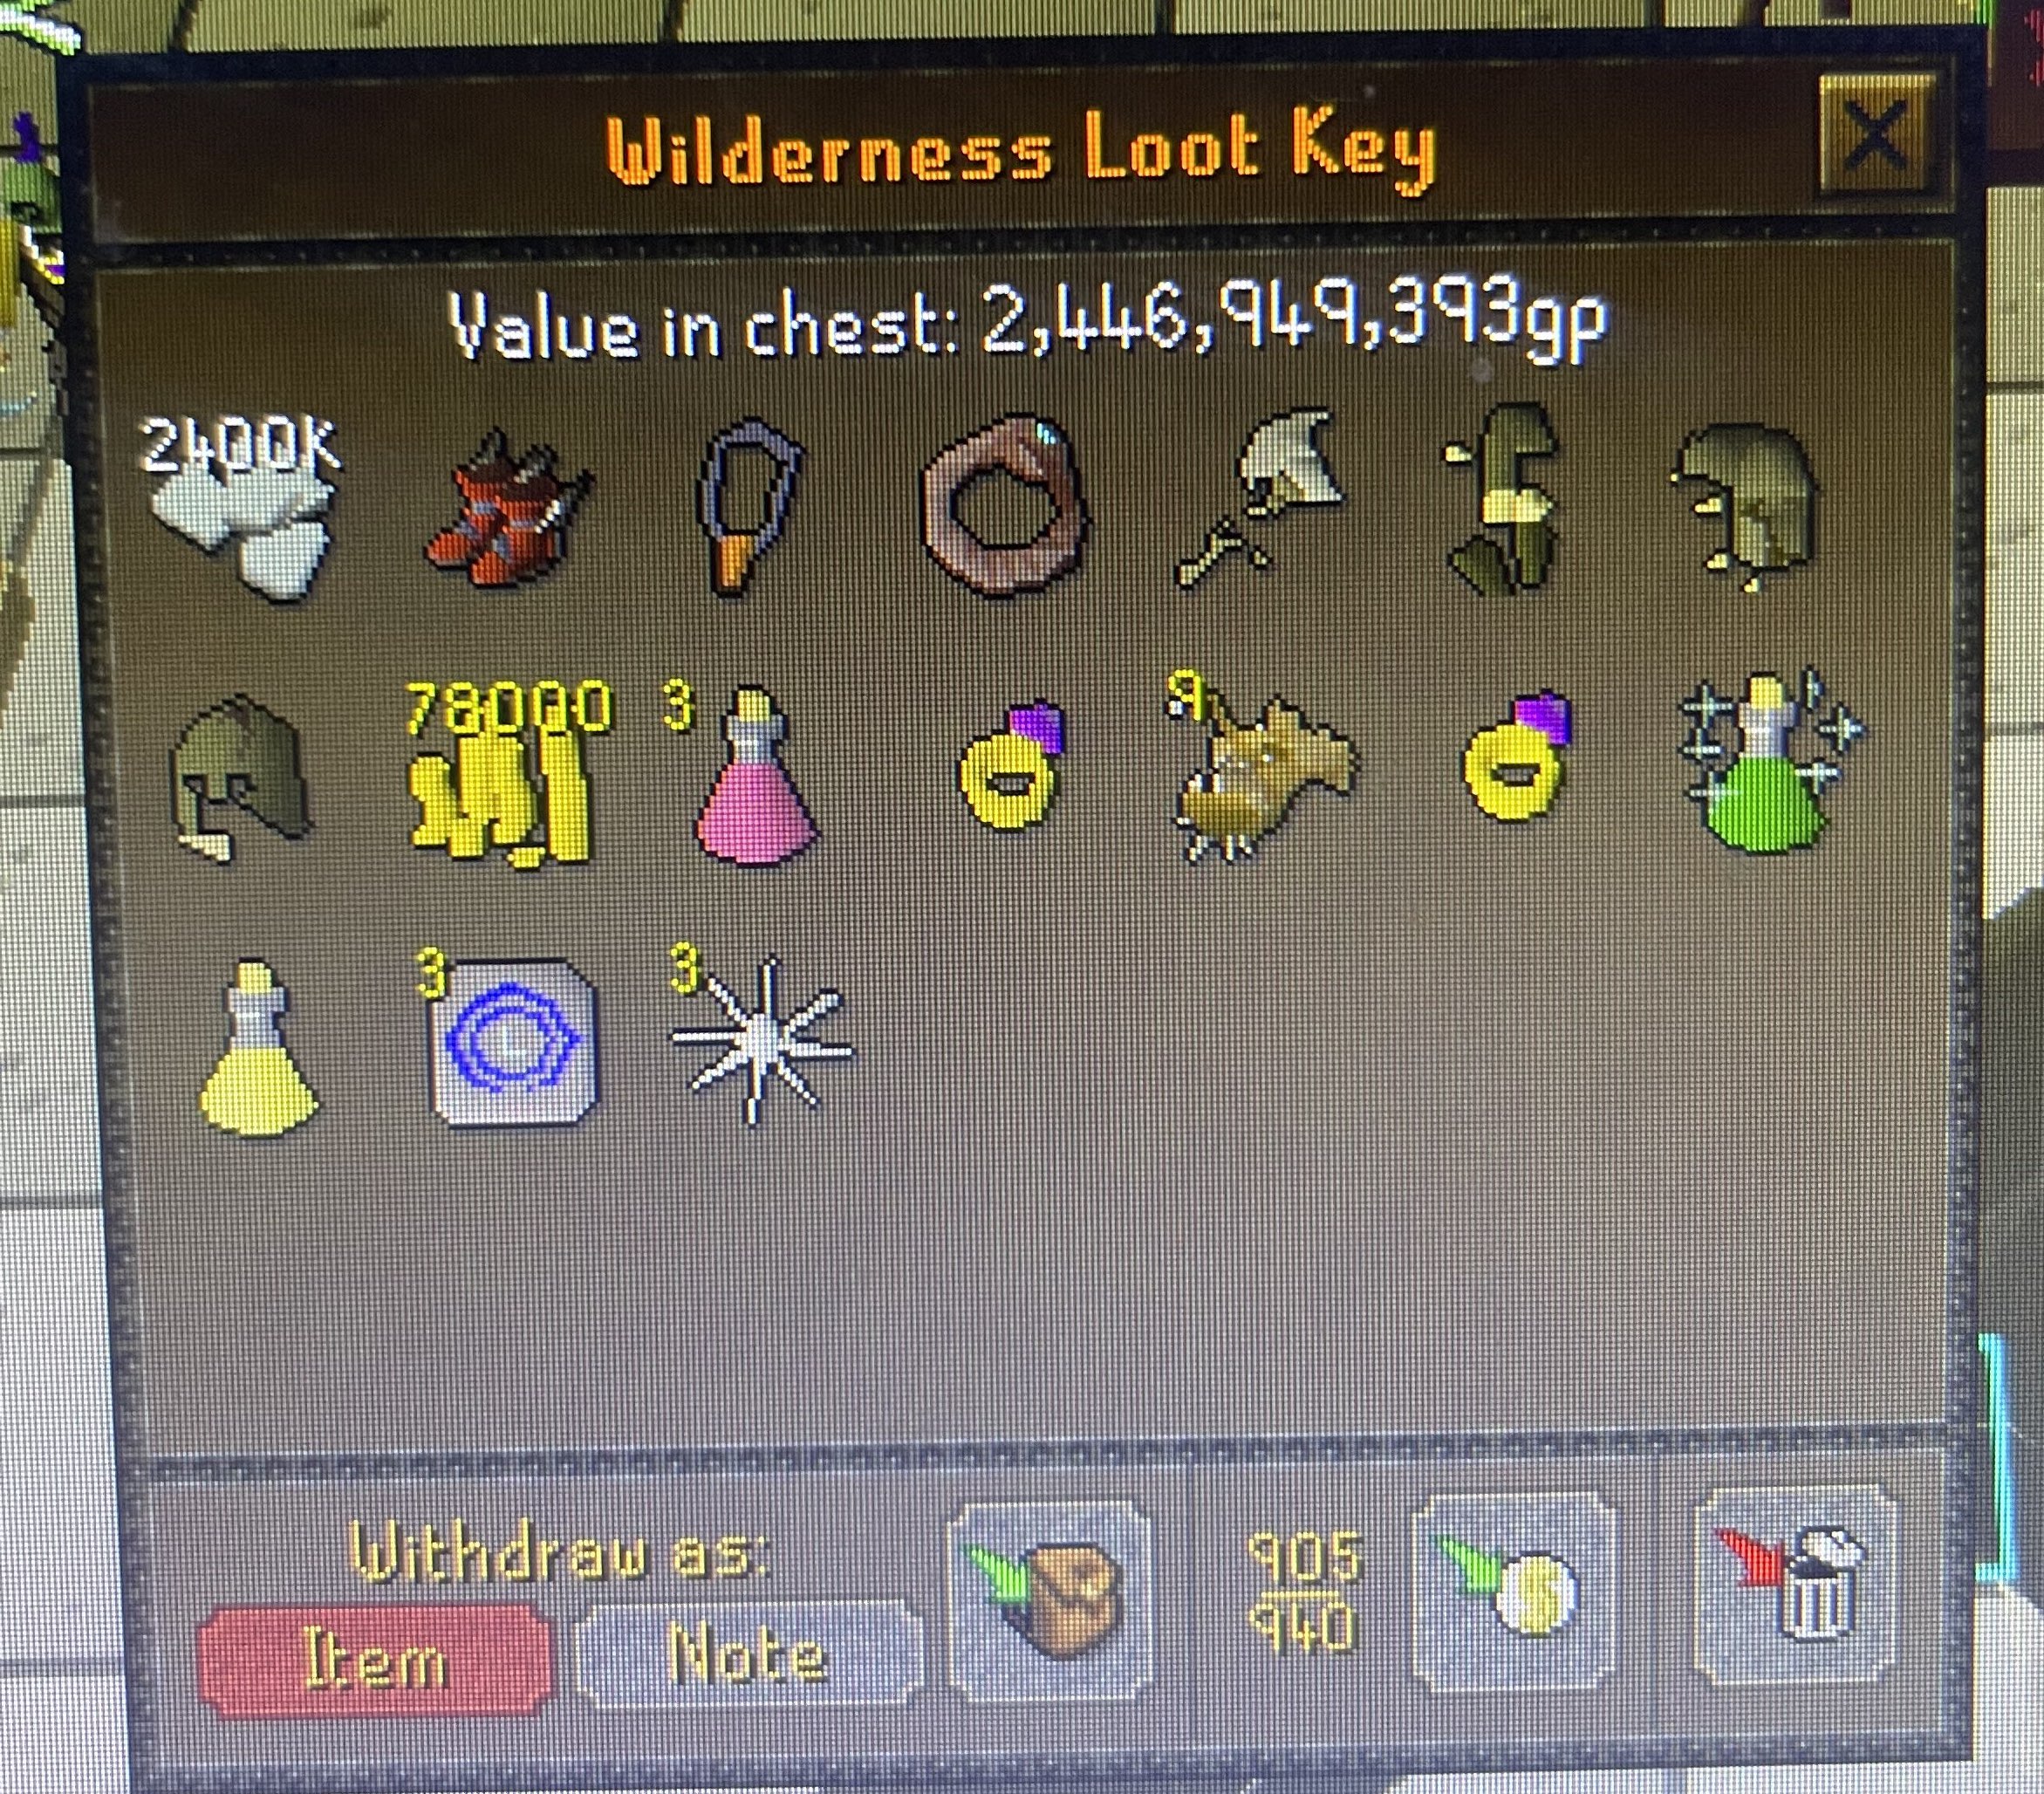 Wilderness Loot Key
X
Value in chest: 2,446,949,393gp
2400K
78000 3 9
3 3
Withdraw as:
905
940
Item Note